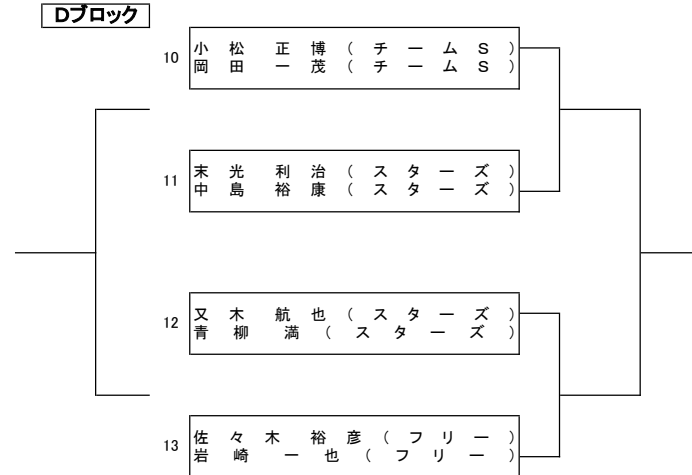 Dブロック
10
小松正博(チームS)
岡田一茂(チームS)
11
末光利治(スターズ)
中島裕康(スターズ)
12
又木航也(スターズ)
青柳満(スターズ)
13
佐々木裕彦(フリー)
岩崎一也(フリー)